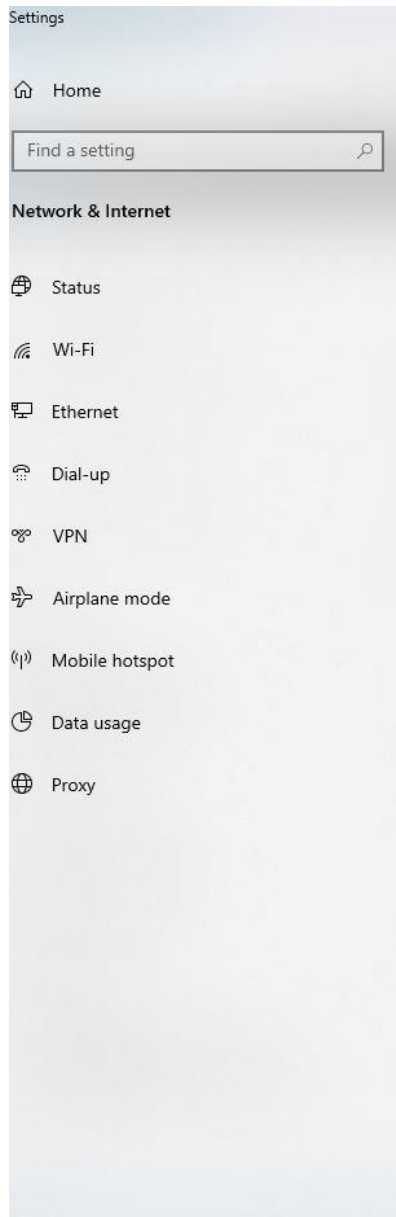 Settings
Home
Find a setting
Network & Internet
Status
Wi-Fi
Ethernet
Dial-up
VPN
Airplane mode
Mobile hotspot
Data usage
Proxy